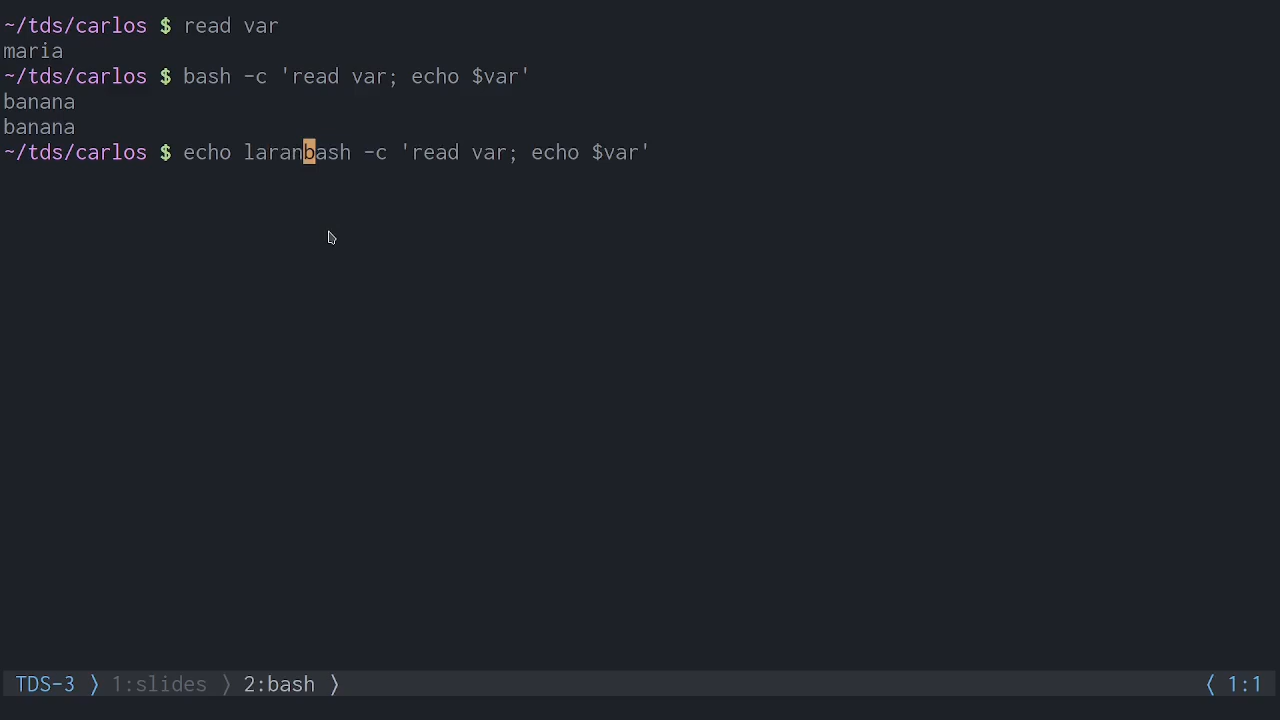 ~/tds/carlos $ read var
maria
~/tds/carlos $ bash -c 'read var; echo $var'
banana
banana
~/tds/carlos $ echo laranbash -c 'read var; echo $var'
TDS-3 ⟩ 1:slides ⟩ 2:bash ⟩ ⟨ 1:1